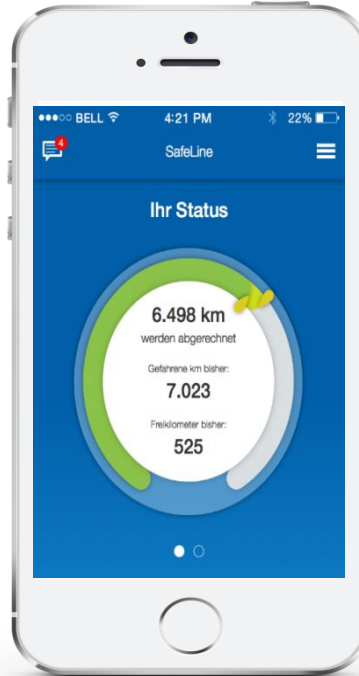 BELL 4:21 PM 22%
4
SafeLine
Ihr Status
6.498 km
werden abgerechnet
Gefahrene km bisher:
7.023
Freikilometer bisher:
525